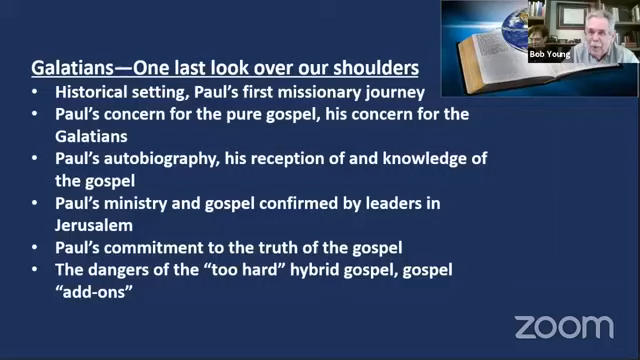 Galatians—One last look over our shoulders
• Historical setting, Paul's first missionary journey
• Paul's concern for the pure gospel, his concern for the
Galatians
• Paul's autobiography, his reception of and knowledge of
the gospel
• Paul's ministry and gospel confirmed by leaders in
Jerusalem
• Paul's commitment to the truth of the gospel
• The dangers of the “too hard” hybrid gospel, gospel
“add-ons”
Bob Young
zoom